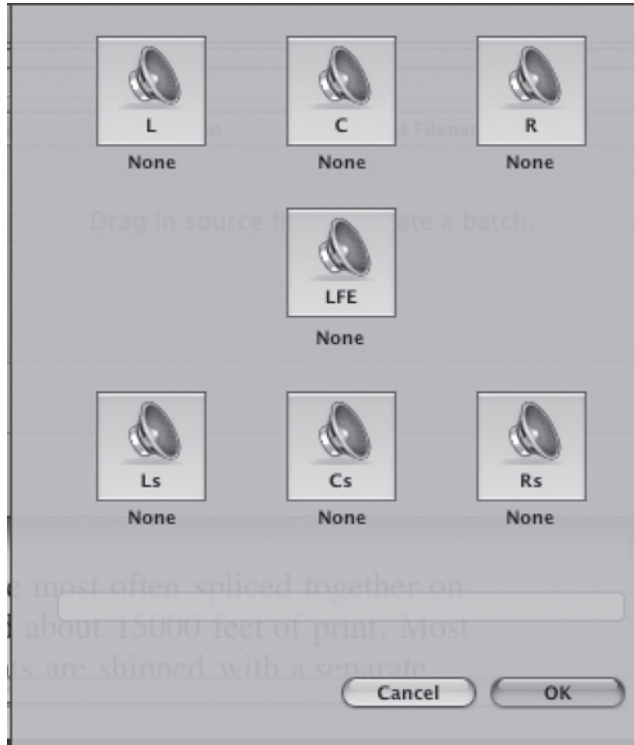 L C R
None None None
Drag in source ate a batch.
LFE
None
Ls Cs Rs
None None None
e most often spliced together on
about 15000 feet of print. Most
ts are shipped with a separate
Cancel OK